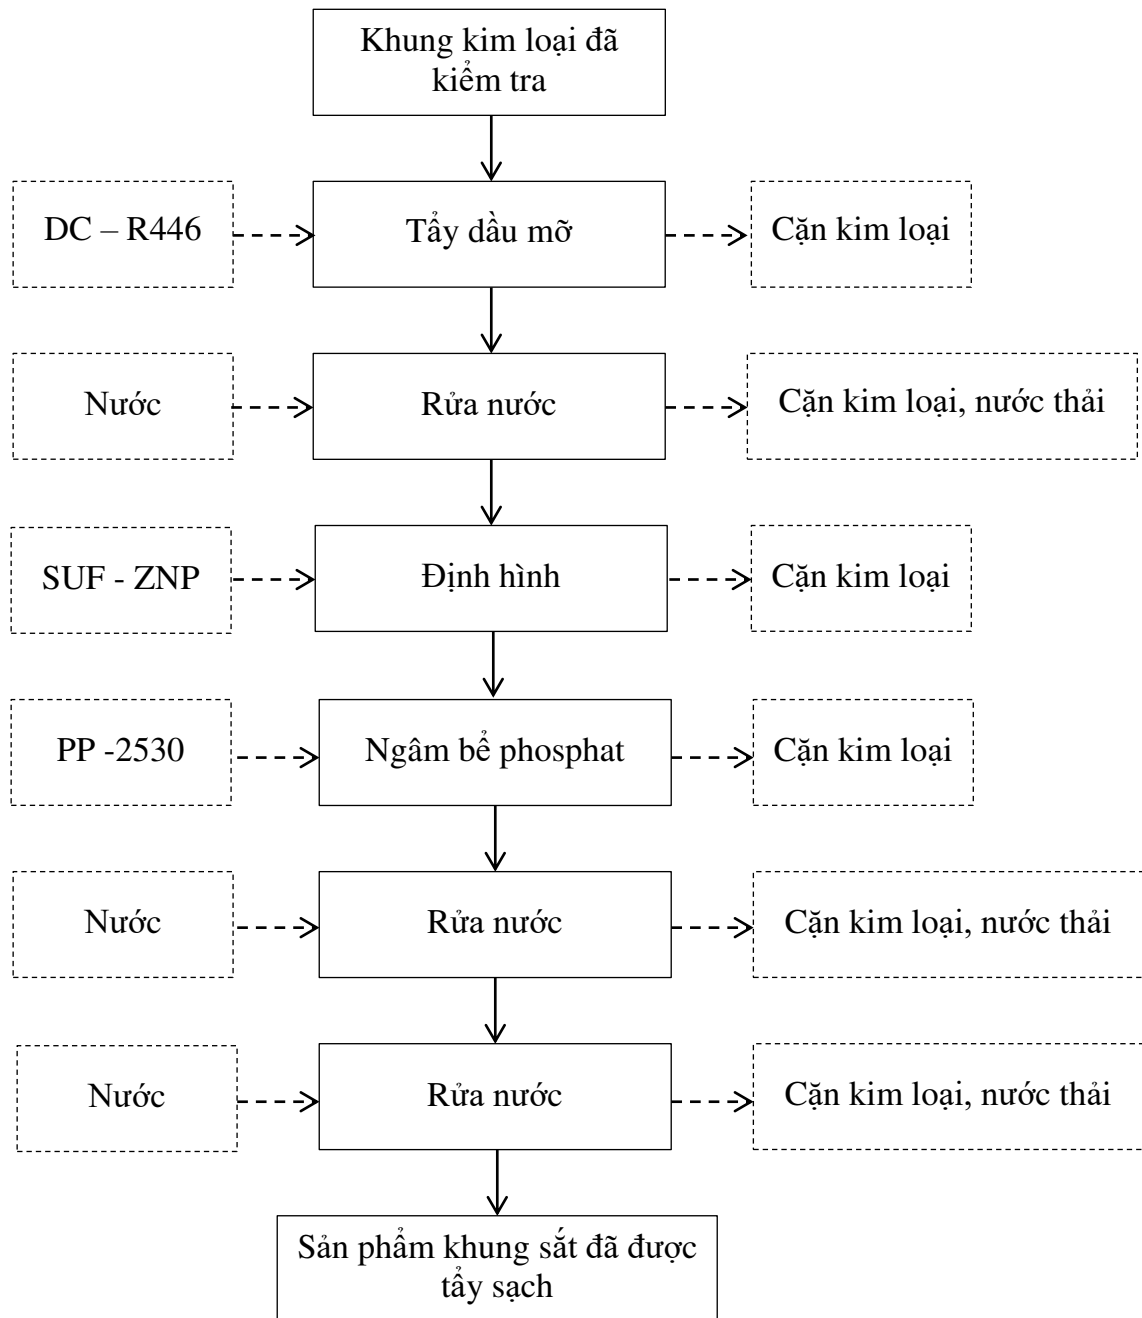 Khung kim loại đã
kiểm tra
DC – R446
Tẩy dầu mỡ
Cặn kim loại
Nước
Rửa nước
Cặn kim loại, nước thải
SUF - ZNP
Định hình
Cặn kim loại
PP -2530
Ngâm bể phosphat
Cặn kim loại
Nước
Rửa nước
Cặn kim loại, nước thải
Nước
Rửa nước
Cặn kim loại, nước thải
Sản phẩm khung sắt đã được
tẩy sạch